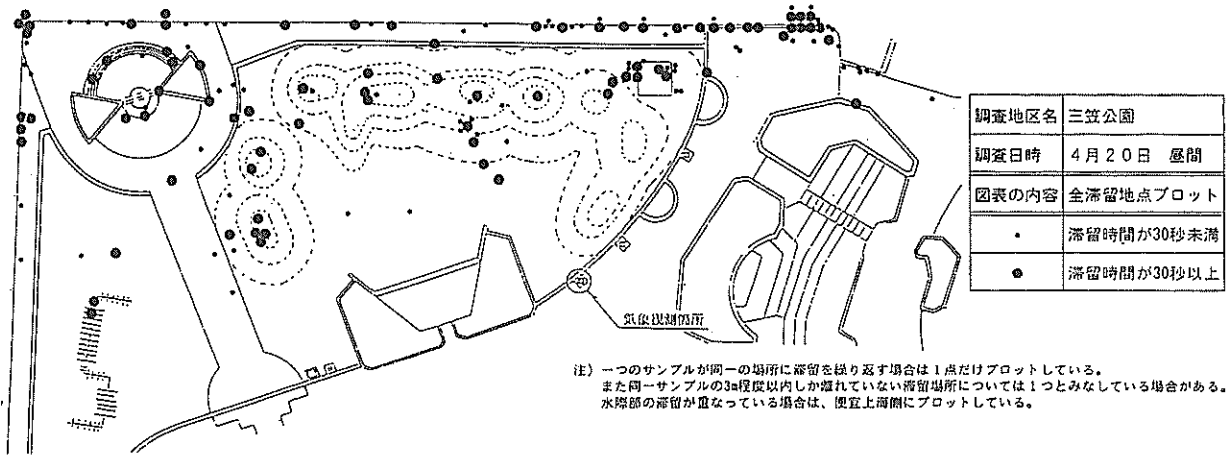 調査地区名 三笠公園
調査日時 4月20日 昼間
図表の内容 全滞留地点プロット
• 滞留時間が30秒未満
● 滞留時間が30秒以上
気象観測箇所
注) 一つのサンプルが同一の場所に滞留を繰り返す場合は1点だけプロットしている。
また同一サンプルの3m程度以内しか離れていない滞留場所については1つとみなしている場合がある。
水際部の滞留が重なっている場合は、便宜上海側にプロットしている。